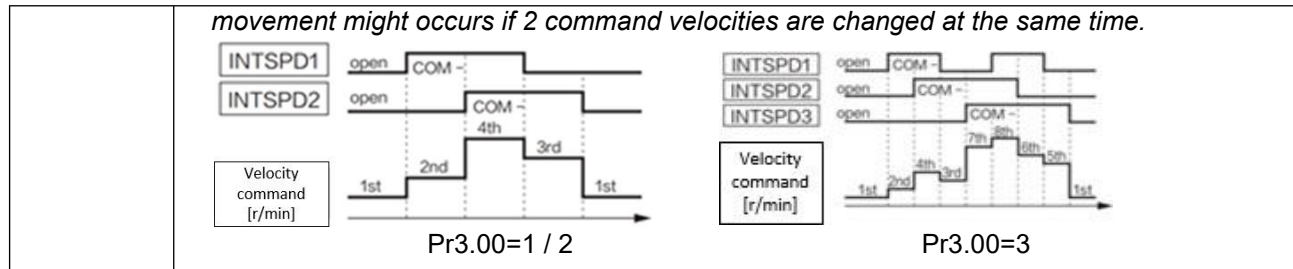 movement might occurs if 2 command velocities are changed at the same time.
INTSPD1
open
COM -
INTSPD2
open
COM -
4th
3rd
2nd
1st
1st
Velocity
command
[r/min]
Pr3.00=1 / 2
INTSPD1
open
COM -
INTSPD2
open
COM -
INTSPD3
open
COM -
7th
8th
6th
5th
4th
3rd
2nd
1st
1st
Velocity
command
[r/min]
Pr3.00=3